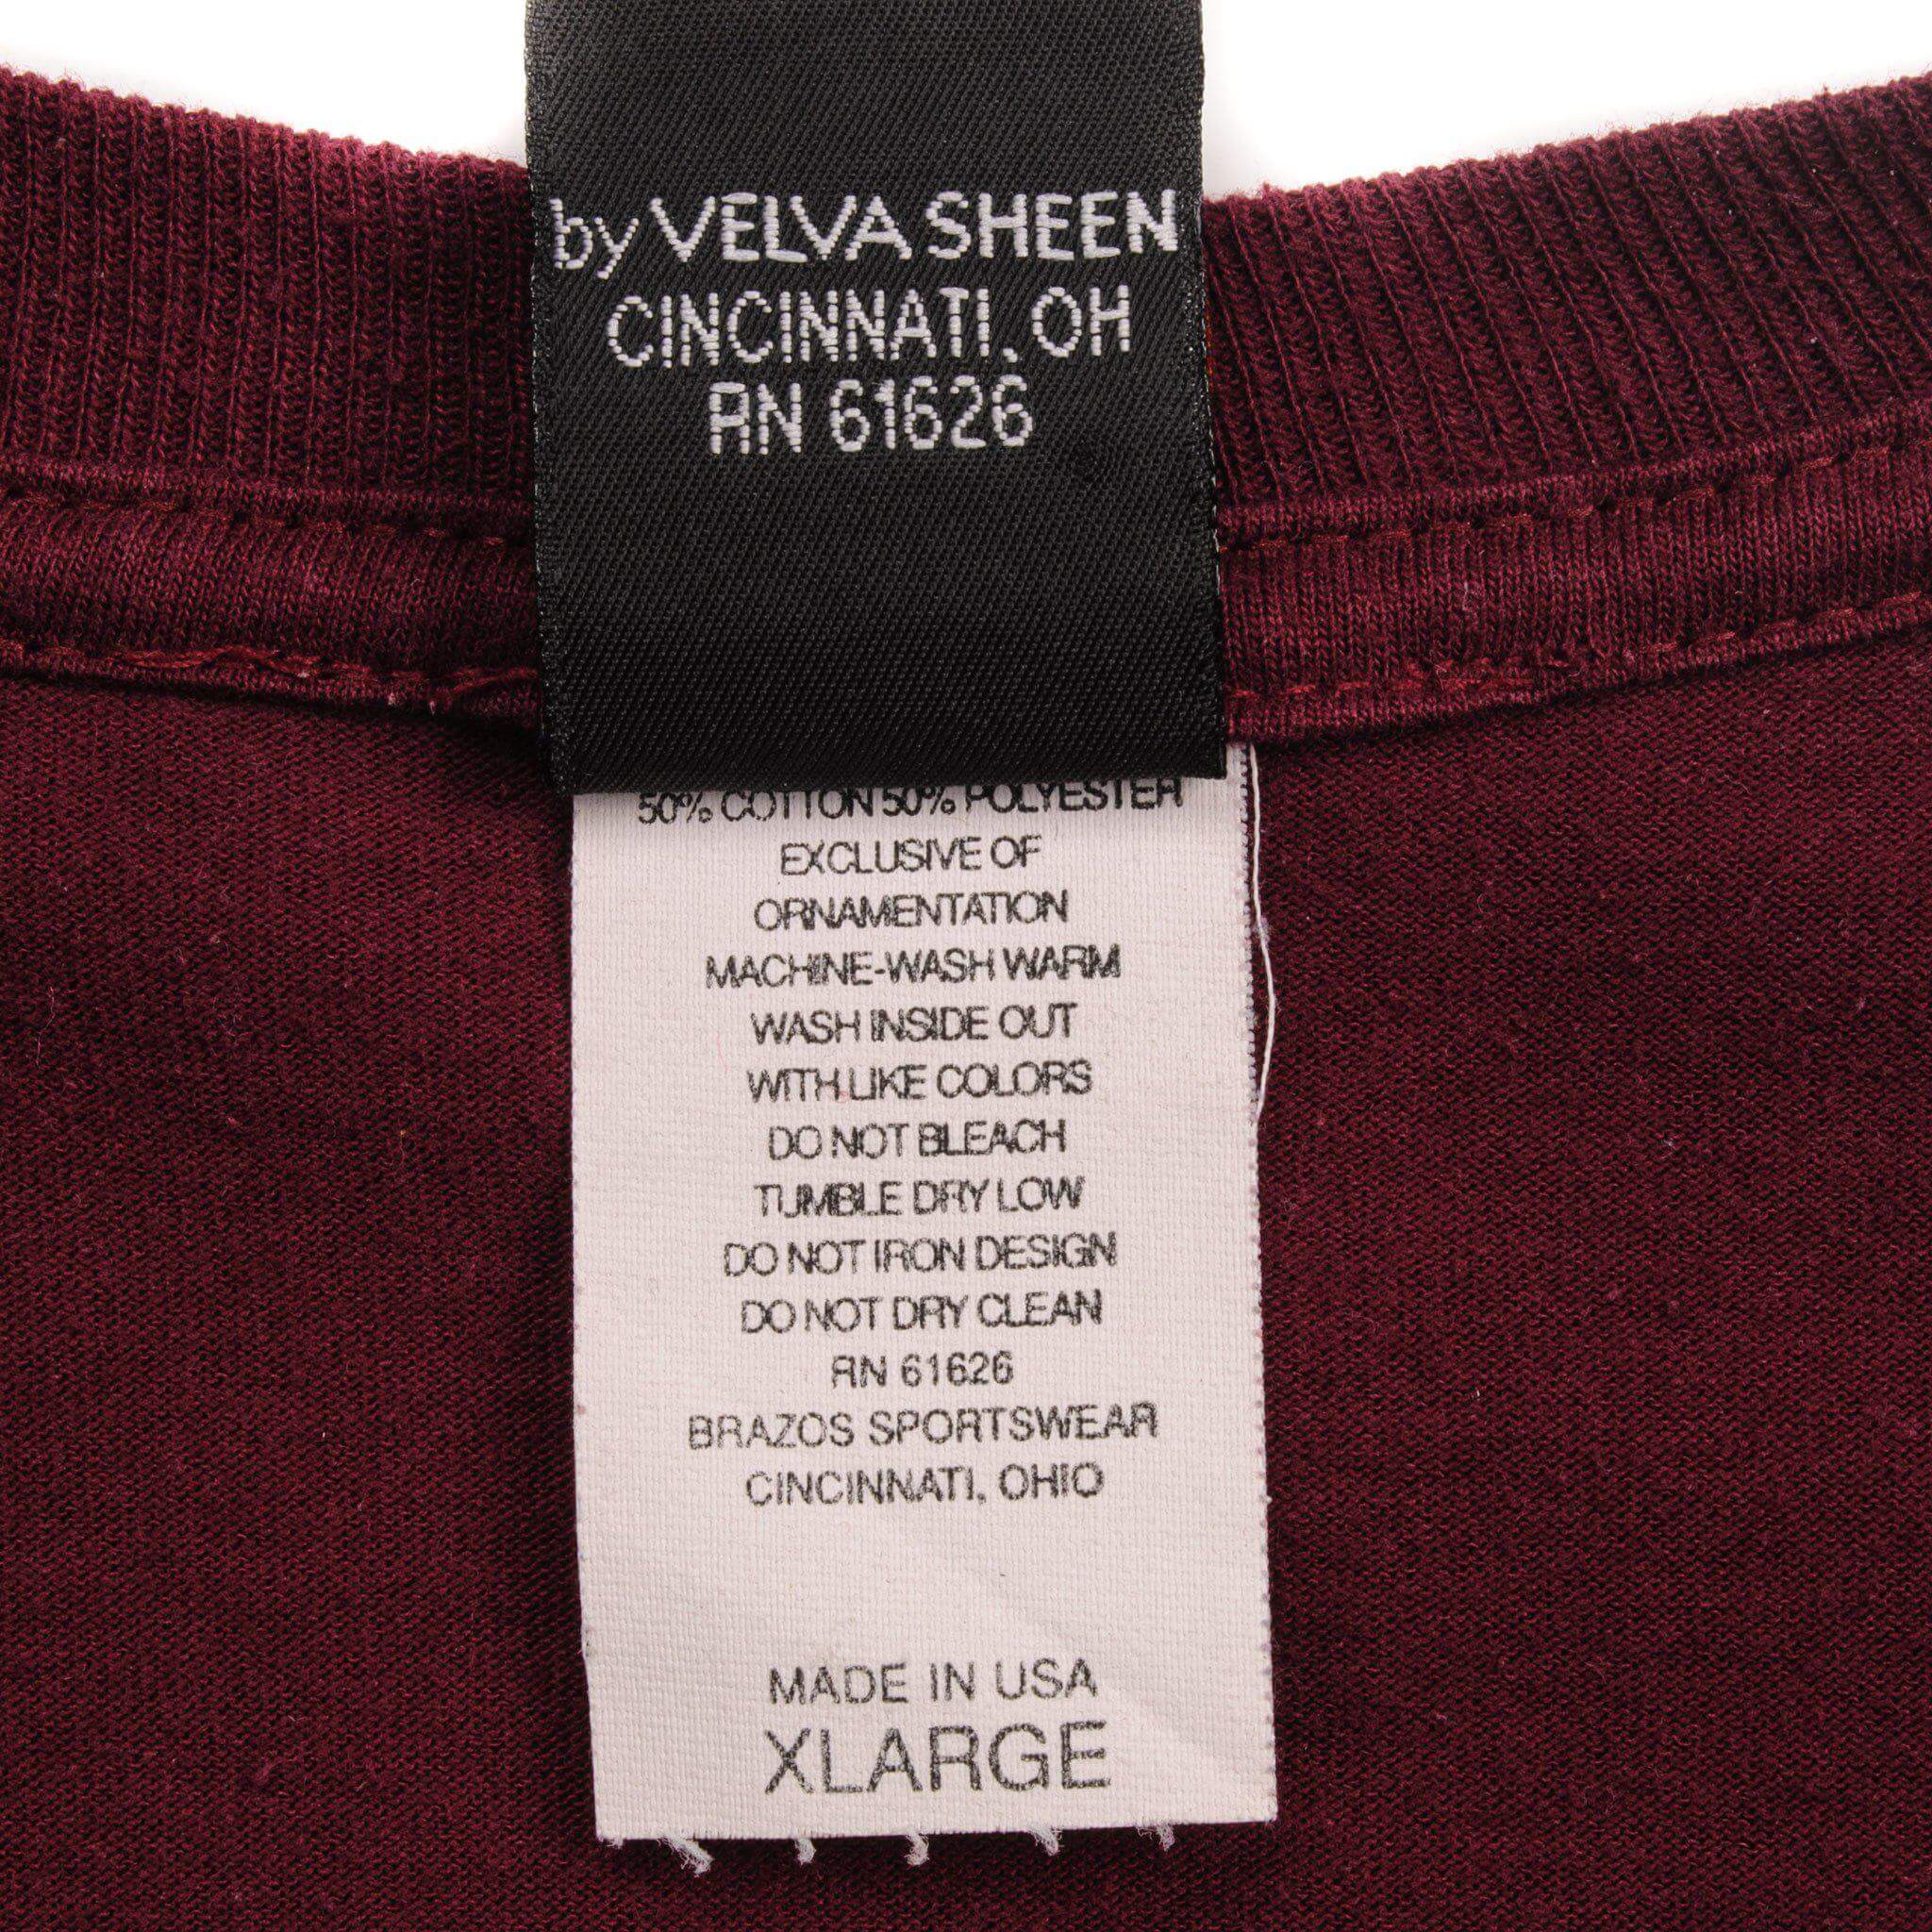 by VELVA SHEEN
CINCINNATI, OH
RN 61626
50% COTTON 50% POLYESTER
EXCLUSIVE OF
ORNAMENTATION
MACHINE-WASH WARM
WASH INSIDE OUT
WITH LIKE COLORS
DO NOT BLEACH
TUMBLE DRY LOW
DO NOT IRON DESIGN
DO NOT DRY CLEAN
RN 61626
BRAZOS SPORTSWEAR
CINCINNATI, OHIO
MADE IN USA
XLARGE